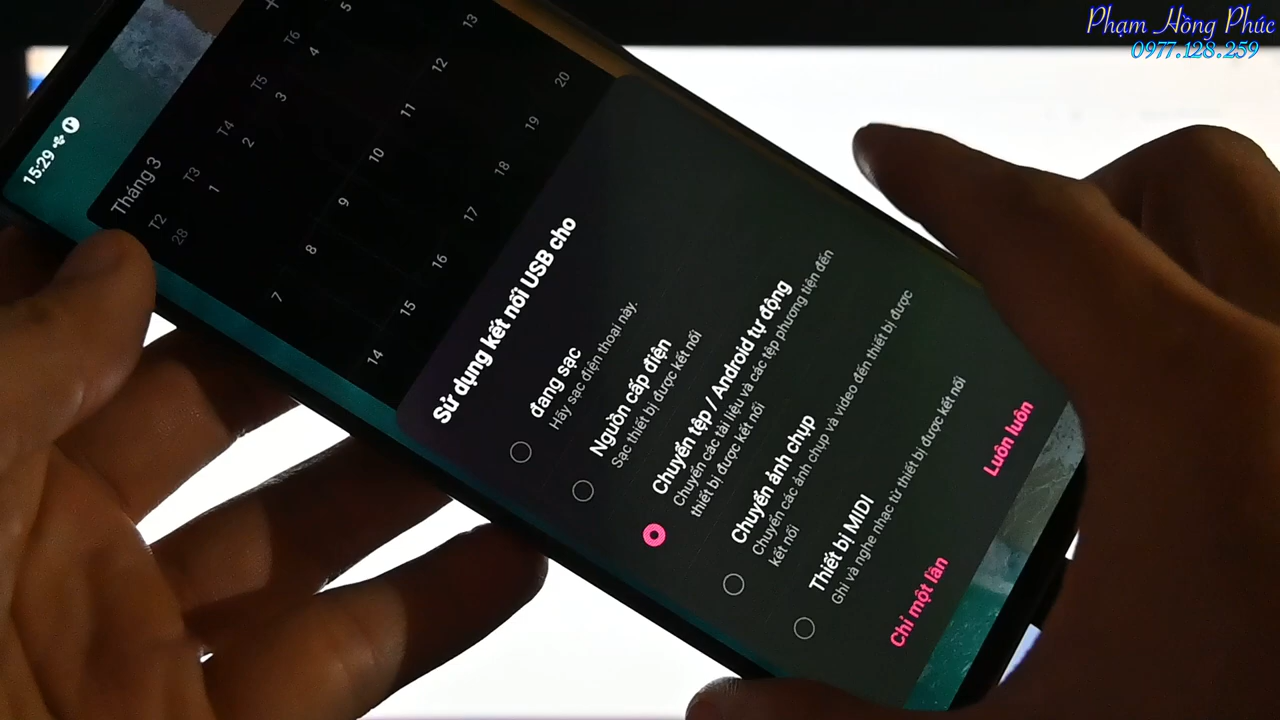 Phạm Hồng Phúc
0977.128.259
15:29
Tháng 3
T2
T3
T4
T5
T6
28
1
2
3
4
5
7
8
9
10
11
12
13
14
15
16
17
18
19
20
Sử dụng kết nối USB cho
đang sạc
Hãy sạc điện thoại này.
Nguồn cấp điện
Sạc thiết bị được kết nối
Chuyển tệp / Android tự động
Chuyển các tài liệu và các tệp phương tiện đến
thiết bị được kết nối
Chuyển ảnh chụp
Chuyển các ảnh chụp và video đến thiết bị được
kết nối
Thiết bị MIDI
Ghi và nghe nhạc từ thiết bị được kết nối
Chỉ một lần
Luôn luôn